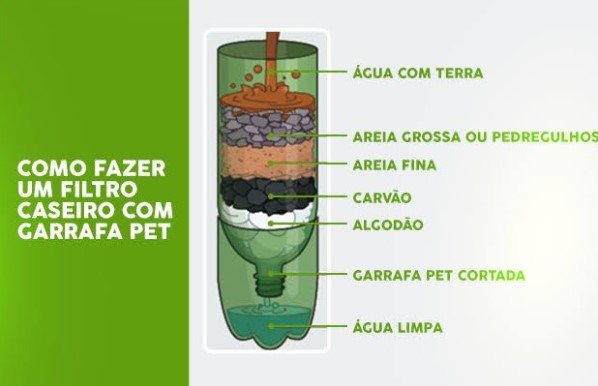 COMO FAZER
UM FILTRO
CASEIRO COM
GARRAFA PET
ÁGUA COM TERRA
AREIA GROSSA OU PEDREGULHOS
AREIA FINA
CARVÃO
ALGODÃO
GARRAFA PET CORTADA
ÁGUA LIMPA